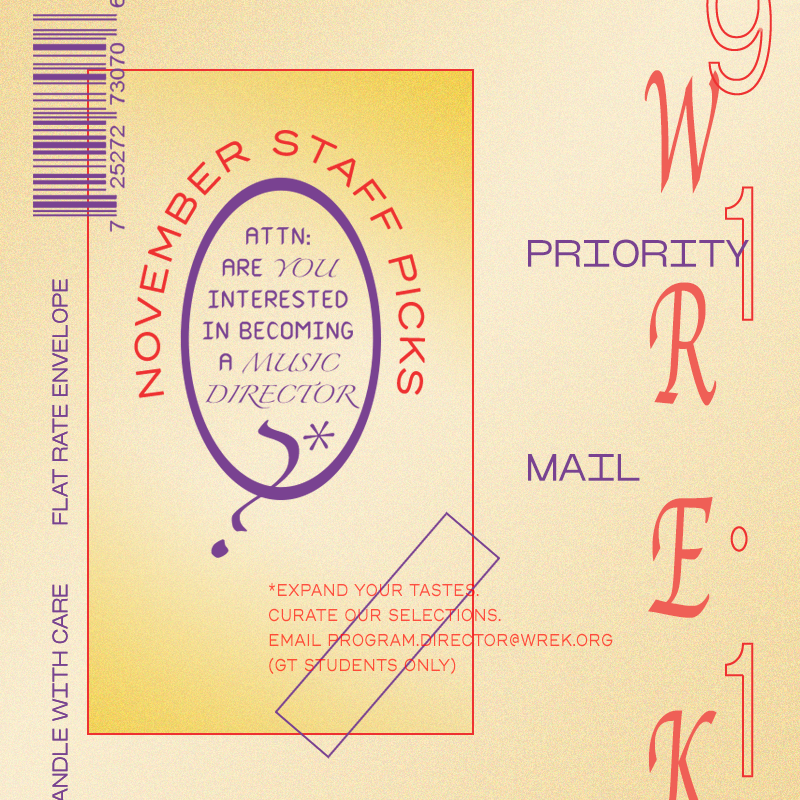 7 25272 73070 6
FLAT RATE ENVELOPE
ANDLE WITH CARE
NOVEMBER STAFF PICKS
ATTN:
ARE YOU
INTERESTED
IN BECOMING
A MUSIC
DIRECTOR
?*
*EXPAND YOUR TASTES.
CURATE OUR SELECTIONS.
EMAIL PROGRAM.DIRECTOR@WREK.ORG
(GT STUDENTS ONLY)
PRIORITY
MAIL
W
R
E
K
91.1